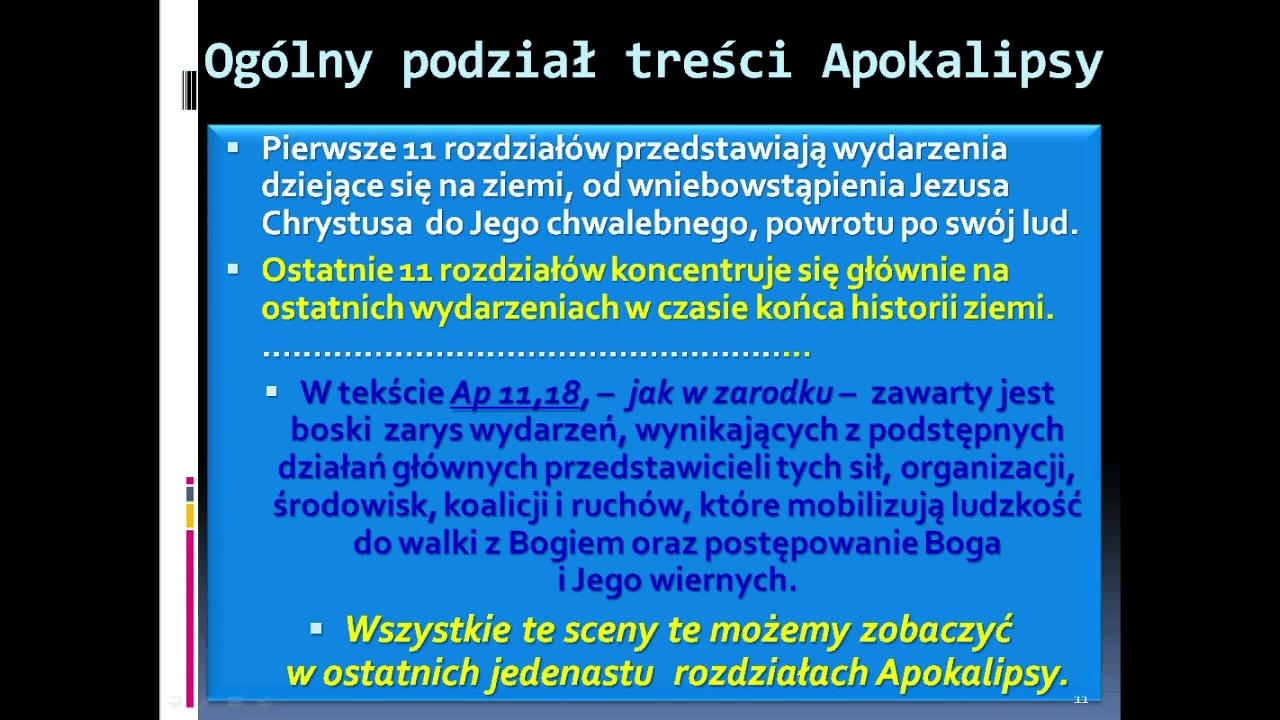 Ogólny podział treści Apokalipsy
▪ Pierwsze 11 rozdziałów przedstawiają wydarzenia
dziejące się na ziemi, od wniebowstąpienia Jezusa
Chrystusa do Jego chwalebnego, powrotu po swój lud.
▪ Ostatnie 11 rozdziałów koncentruje się głównie na
ostatnich wydarzeniach w czasie końca historii ziemi.
......................................................
▪ W tekście Ap 11,18, – jak w zarodku – zawarty jest
boski zarys wydarzeń, wynikających z podstępnych
działań głównych przedstawicieli tych sił, organizacji,
środowisk, koalicji i ruchów, które mobilizują ludzkość
do walki z Bogiem oraz postępowanie Boga
i Jego wiernych.
▪ Wszystkie te sceny te możemy zobaczyć
w ostatnich jedenastu rozdziałach Apokalipsy.
11